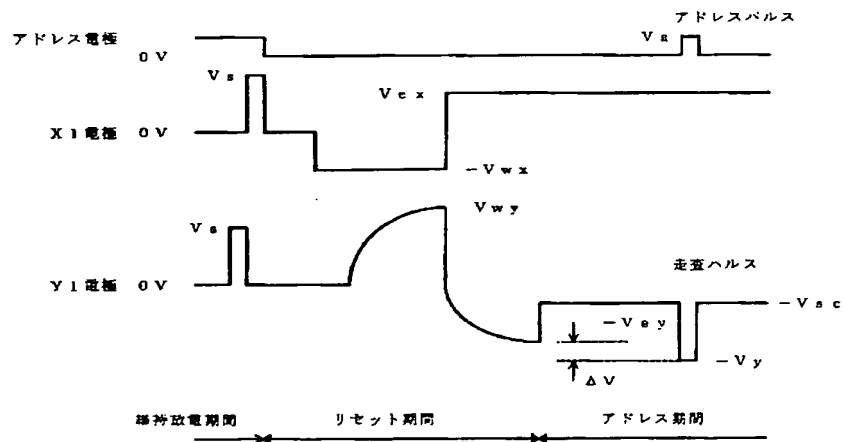 アドレスパルス
アドレス電極 0V Va
Vs Vex
X1電極 0V
-Vwx
Vwy
Vs
走査パルス
Y1電極 0V
-Vsc
-Vey
-Vy
ΔV
維持放電期間 リセット期間 アドレス期間